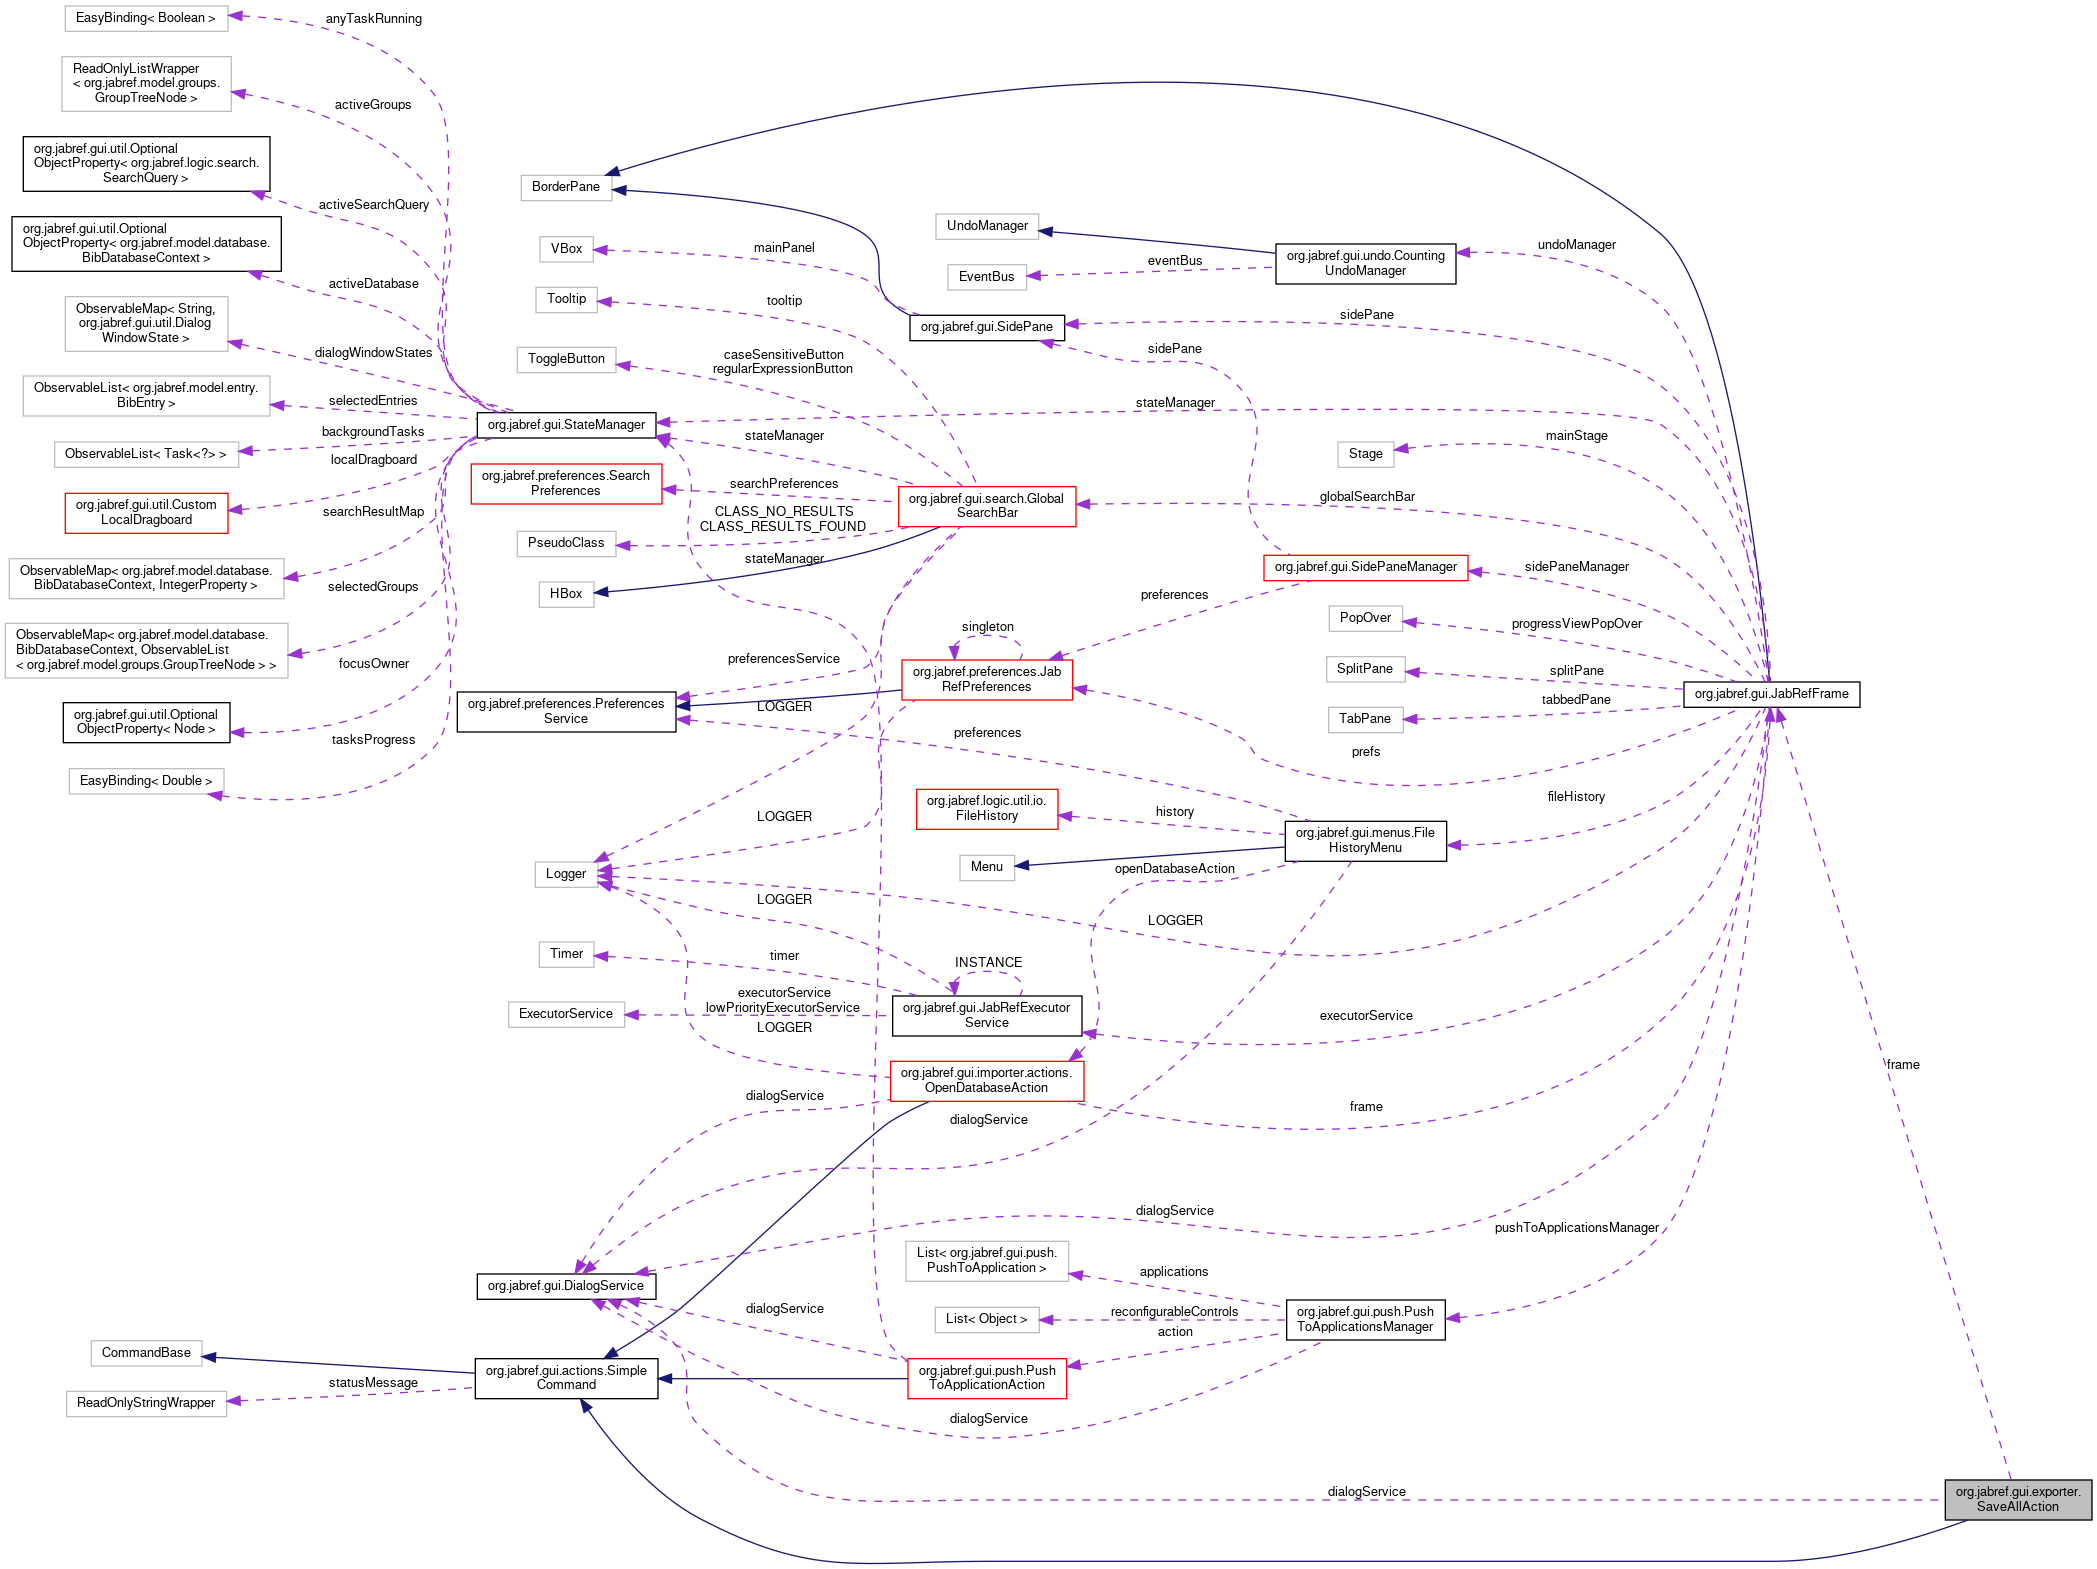 EasyBinding< Boolean >
anyTaskRunning
ReadOnlyListWrapper
< org.jabref.model.groups.
GroupTreeNode >
activeGroups
org.jabref.gui.util.Optional
ObjectProperty< org.jabref.logic.search.
SearchQuery >
activeSearchQuery
org.jabref.gui.util.Optional
ObjectProperty< org.jabref.model.database.
BibDatabaseContext >
activeDatabase
ObservableMap< String,
org.jabref.gui.util.Dialog
WindowState >
dialogWindowStates
ObservableList< org.jabref.model.entry.
BibEntry >
selectedEntries
backgroundTasks
ObservableList< Task<?> >
localDragboard
org.jabref.gui.util.Custom
LocalDragboard
searchResultMap
ObservableMap< org.jabref.model.database.
BibDatabaseContext, IntegerProperty >
selectedGroups
ObservableMap< org.jabref.model.database.
BibDatabaseContext, ObservableList
< org.jabref.model.groups.GroupTreeNode > >
focusOwner
org.jabref.gui.util.Optional
ObjectProperty< Node >
tasksProgress
EasyBinding< Double >
CommandBase
ReadOnlyStringWrapper
statusMessage
BorderPane
VBox
Tooltip
ToggleButton
org.jabref.gui.StateManager
org.jabref.preferences.Search
Preferences
PseudoClass
HBox
org.jabref.preferences.Preferences
Service
Logger
Timer
ExecutorService
org.jabref.gui.DialogService
org.jabref.gui.actions.Simple
Command
mainPanel
tooltip
caseSensitiveButton
regularExpressionButton
stateManager
searchPreferences
CLASS_NO_RESULTS
CLASS_RESULTS_FOUND
stateManager
preferencesService
LOGGER
LOGGER
LOGGER
timer
executorService
lowPriorityExecutorService
LOGGER
dialogService
dialogService
UndoManager
EventBus
org.jabref.gui.SidePane
org.jabref.gui.search.Global
SearchBar
singleton
org.jabref.preferences.Jab
RefPreferences
preferences
org.jabref.logic.util.io.
FileHistory
Menu
INSTANCE
org.jabref.gui.JabRefExecutor
Service
org.jabref.gui.importer.actions.
OpenDatabaseAction
dialogService
List< org.jabref.gui.push.
PushToApplication >
List< Object >
org.jabref.gui.push.Push
ToApplicationAction
dialogService
eventBus
sidePane
stateManager
preferences
history
openDatabaseAction
LOGGER
dialogService
applications
reconfigurableControls
action
org.jabref.gui.undo.Counting
UndoManager
sidePane
Stage
globalSearchBar
org.jabref.gui.SidePaneManager
PopOver
SplitPane
TabPane
prefs
org.jabref.gui.menus.File
HistoryMenu
executorService
frame
org.jabref.gui.push.Push
ToApplicationsManager
dialogService
undoManager
mainStage
sidePaneManager
progressViewPopOver
splitPane
tabbedPane
fileHistory
pushToApplicationsManager
org.jabref.gui.JabRefFrame
frame
org.jabref.gui.exporter.
SaveAllAction